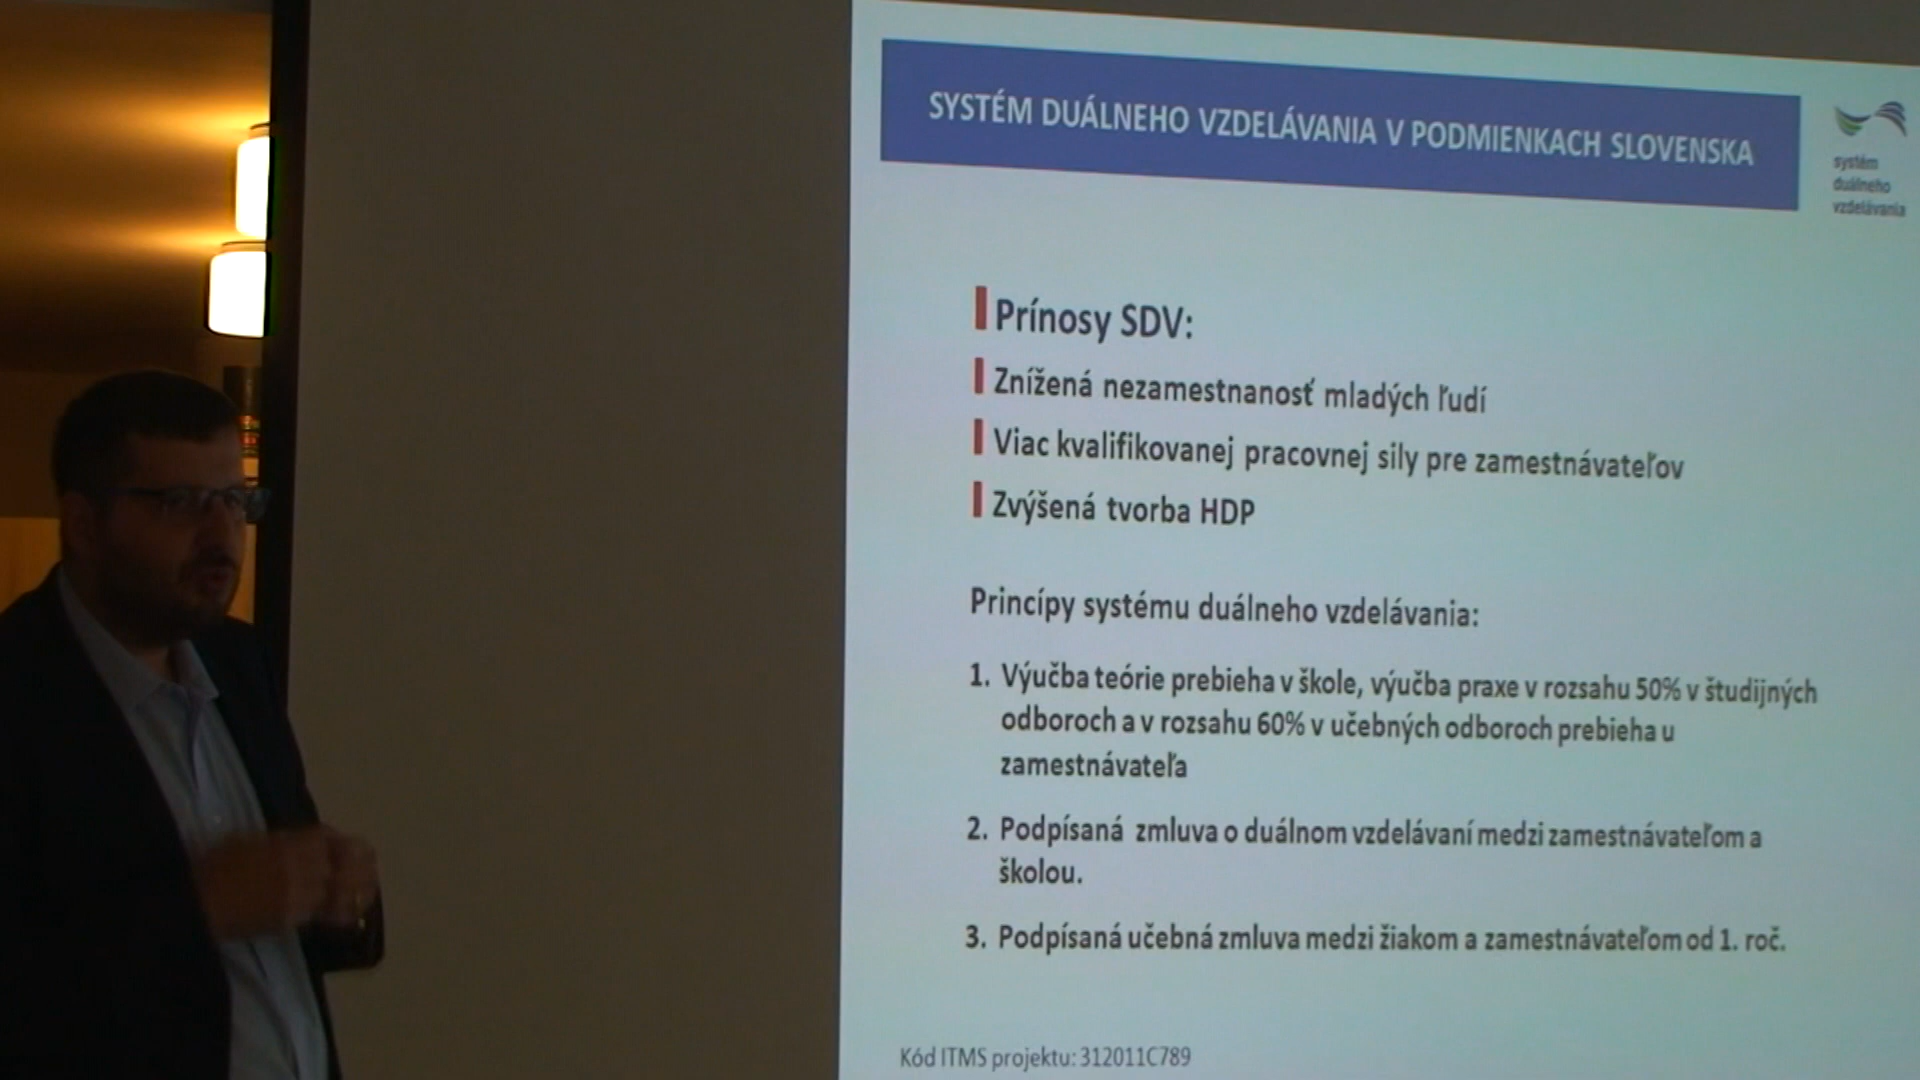 SYSTÉM DUÁLNEHO VZDELÁVANIA V PODMIENKACH SLOVENSKA
systém
duálneho
vzdelávania
Prínosy SDV:
Znížená nezamestnanosť mladých ľudí
Viac kvalifikovanej pracovnej sily pre zamestnávateľov
Zvýšená tvorba HDP
Princípy systému duálneho vzdelávania:
1. Výučba teórie prebieha v škole, výučba praxe v rozsahu 50% v študijných
odboroch a v rozsahu 60% v učebných odboroch prebieha u
zamestnávateľa
2. Podpísaná zmluva o duálnom vzdelávaní medzi zamestnávateľom a
školou.
3. Podpísaná učebná zmluva medzi žiakom a zamestnávateľom od 1. roč.
Kód ITMS projektu: 312011C789